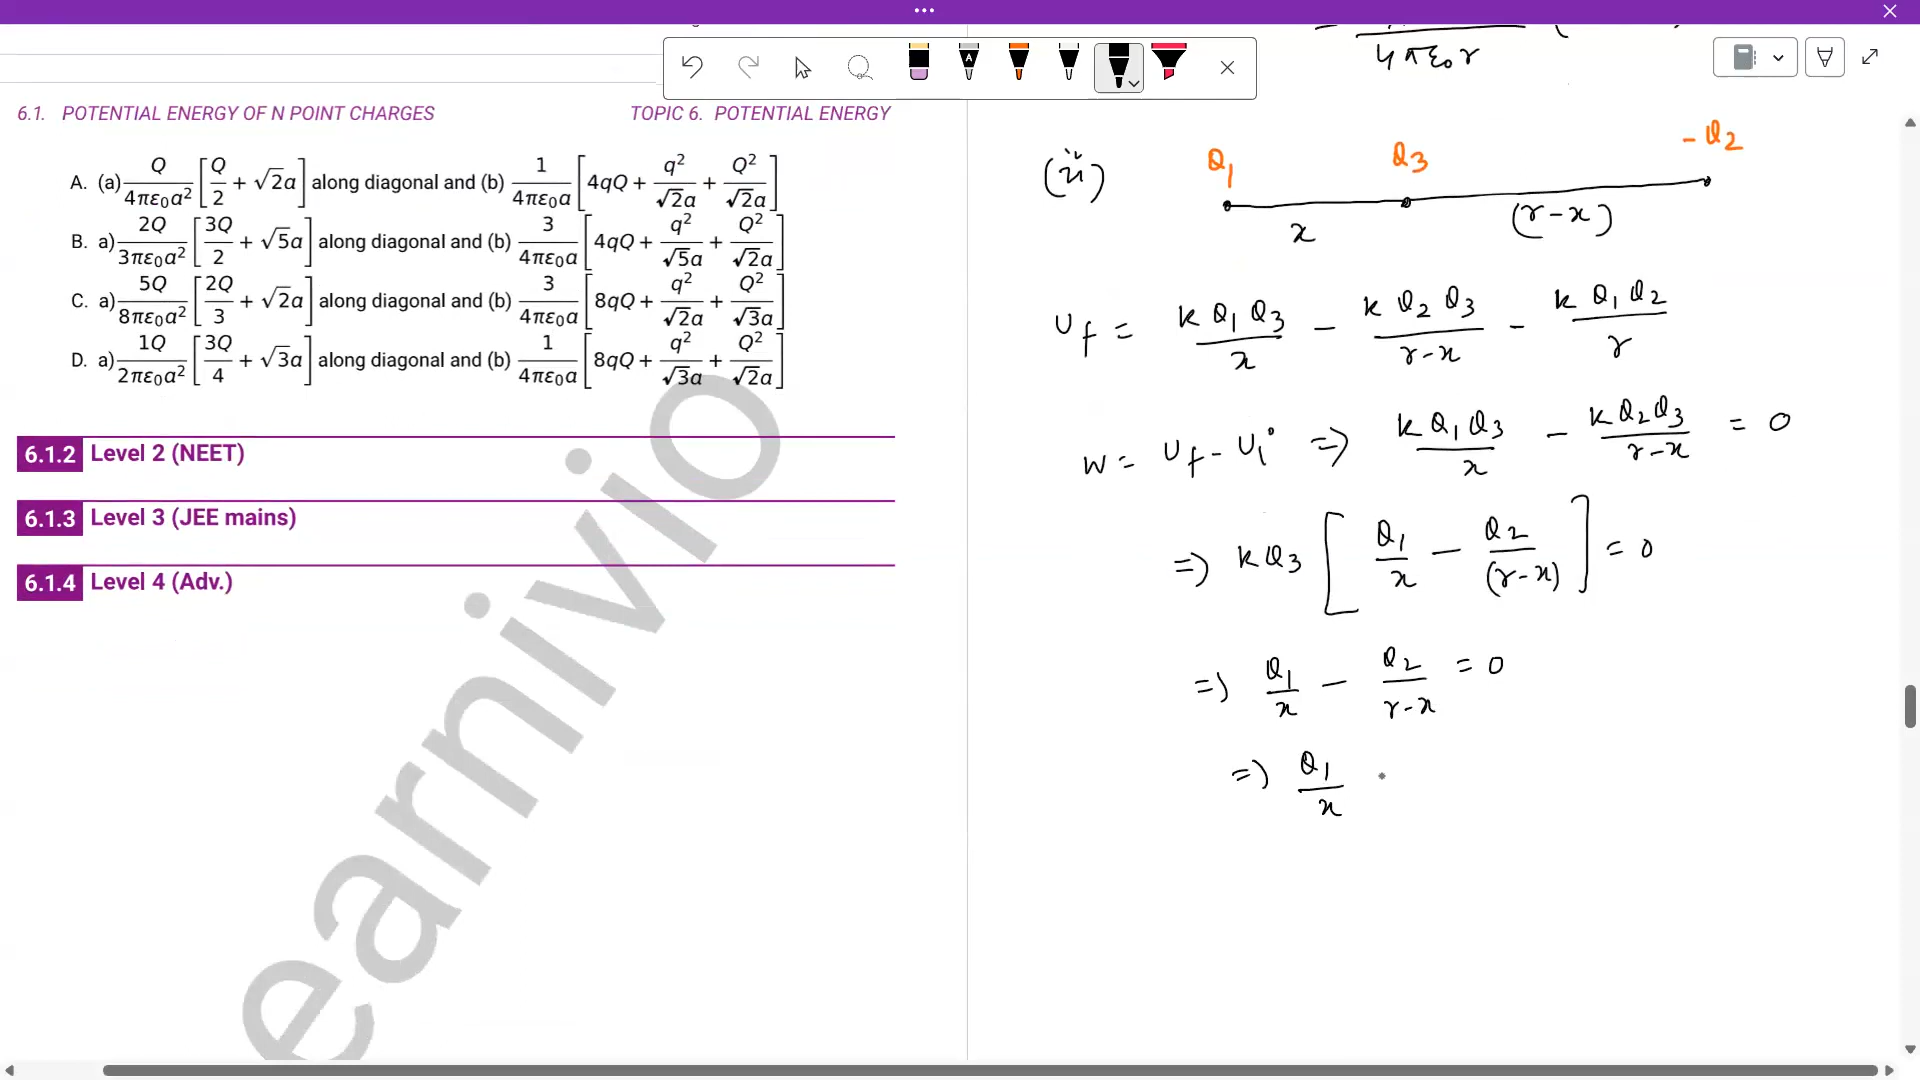 6.1. POTENTIAL ENERGY OF N POINT CHARGES TOPIC 6. POTENTIAL ENERGY
A. (a) Q/4πε₀a² [Q/2 + √2a] along diagonal and (b) 1/4πε₀a [4qQ + q²/√2a + Q²/√2a]
B. a) 2Q/3πε₀a² [3Q/2 + √5a] along diagonal and (b) 3/4πε₀a [4qQ + q²/√5a + Q²/√2a]
C. a) 5Q/8πε₀a² [2Q/3 + √2a] along diagonal and (b) 3/4πε₀a [8qQ + q²/√2a + Q²/√3a]
D. a) 1Q/2πε₀a² [3Q/4 + √3a] along diagonal and (b) 1/4πε₀a [8qQ + q²/√3a + Q²/√2a]
6.1.2 Level 2 (NEET)
6.1.3 Level 3 (JEE mains)
6.1.4 Level 4 (Adv.)
earnivio
4πε₀r
(ii) Q₁ Q₃ -Q₂
x (r-x)
U_f = kQ₁Q₃/x - kQ₂Q₃/r-x - kQ₁Q₂/r
W = U_f - U_i => kQ₁Q₃/x - kQ₂Q₃/r-x = 0
=> kQ₃ [Q₁/x - Q₂/(r-x)] = 0
=> Q₁/x - Q₂/r-x = 0
=> Q₁/x